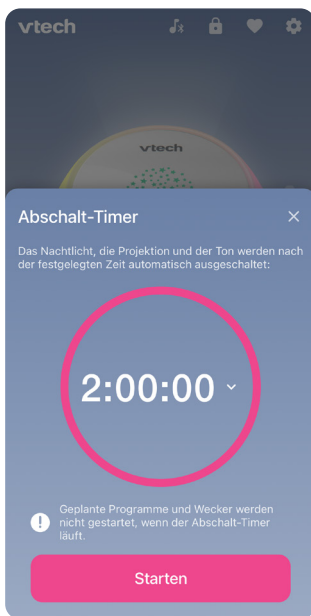 vtech
vtech
Abschalt-Timer
Das Nachtlicht, die Projektion und der Ton werden nach
der festgelegten Zeit automatisch ausgeschaltet:
2:00:00
Geplante Programme und Wecker werden
nicht gestartet, wenn der Abschalt-Timer
läuft.
Starten